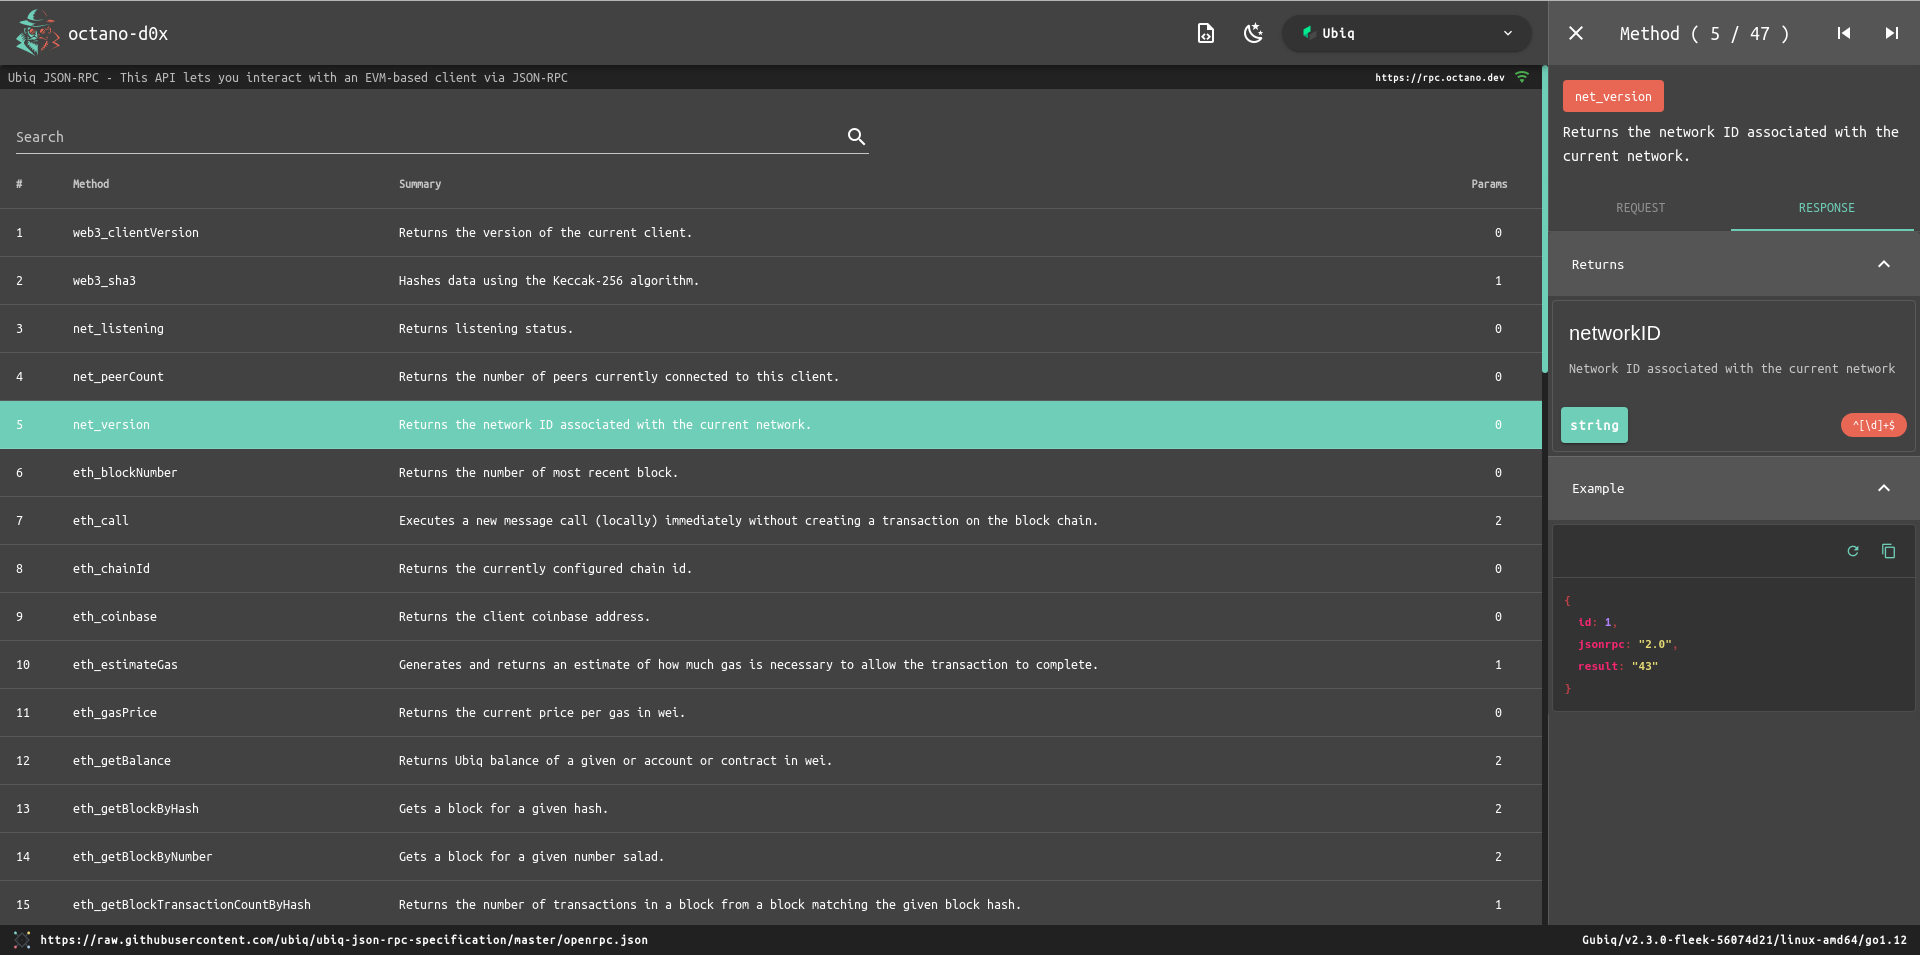 octano-d0x
Ubiq
Method ( 5 / 47 )
Ubiq JSON-RPC - This API lets you interact with an EVM-based client via JSON-RPC
https://rpc.octano.dev
Search
# Method Summary Params
1 web3_clientVersion Returns the version of the current client. 0
2 web3_sha3 Hashes data using the Keccak-256 algorithm. 1
3 net_listening Returns listening status. 0
4 net_peerCount Returns the number of peers currently connected to this client. 0
5 net_version Returns the network ID associated with the current network. 0
6 eth_blockNumber Returns the number of most recent block. 0
7 eth_call Executes a new message call (locally) immediately without creating a transaction on the block chain. 2
8 eth_chainId Returns the currently configured chain id. 0
9 eth_coinbase Returns the client coinbase address. 0
10 eth_estimateGas Generates and returns an estimate of how much gas is necessary to allow the transaction to complete. 1
11 eth_gasPrice Returns the current price per gas in wei. 0
12 eth_getBalance Returns Ubiq balance of a given or account or contract in wei. 2
13 eth_getBlockByHash Gets a block for a given hash. 2
14 eth_getBlockByNumber Gets a block for a given number salad. 2
15 eth_getBlockTransactionCountByHash Returns the number of transactions in a block from a block matching the given block hash. 1
net_version
Returns the network ID associated with the
current network.
REQUEST RESPONSE
Returns
networkID
Network ID associated with the current network
string ^[\d]+$
Example
{
id: 1,
jsonrpc: "2.0",
result: "43"
}
https://raw.githubusercontent.com/ubiq/ubiq-json-rpc-specification/master/openrpc.json
Gubiq/v2.3.0-fleek-56074d21/linux-amd64/go1.12